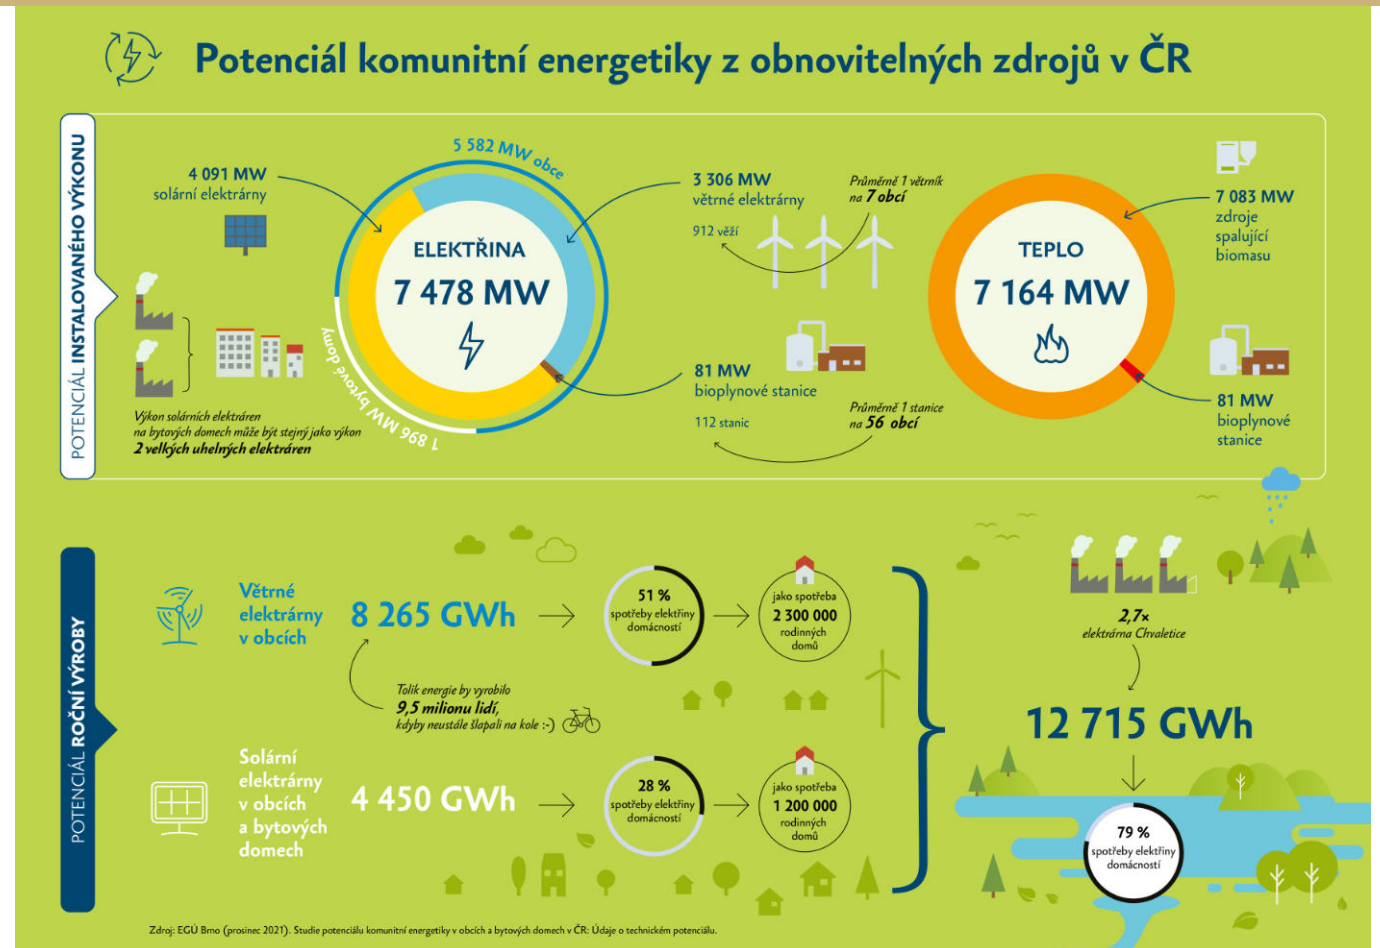 Potenciál komunitní energetiky z obnovitelných zdrojů v ČR
POTENCIÁL INSTALOVANÉHO VÝKONU
4 091 MW
solární elektrárny
5 582 MW obce
1 896 MW bytové domy
ELEKTŘINA
7 478 MW
Výkon solárních elektráren
na bytových domech může být stejný jako výkon
2 velkých uhelných elektráren
3 306 MW
větrné elektrárny
912 věží
Průměrně 1 větrník
na 7 obcí
81 MW
bioplynové stanice
112 stanic
Průměrně 1 stanice
na 56 obcí
TEPLO
7 164 MW
7 083 MW
zdroje
spalující
biomasu
81 MW
bioplynové
stanice
POTENCIÁL ROČNÍ VÝROBY
Větrné
elektrárny
v obcích
8 265 GWh
51 %
spotřeby elektřiny
domácností
jako spotřeba
2 300 000
rodinných
domů
Tolik energie by vyrobilo
9,5 milionu lidí,
kdyby neustále šlapali na kole :-)
Solární
elektrárny
v obcích
a bytových
domech
4 450 GWh
28 %
spotřeby elektřiny
domácností
jako spotřeba
1 200 000
rodinných
domů
2,7×
elektrárna Chvaletice
12 715 GWh
79 %
spotřeby elektřiny
domácností
Zdroj: EGÚ Brno (prosinec 2021). Studie potenciálu komunitní energetiky v obcích a bytových domech v ČR: Údaje o technickém potenciálu.